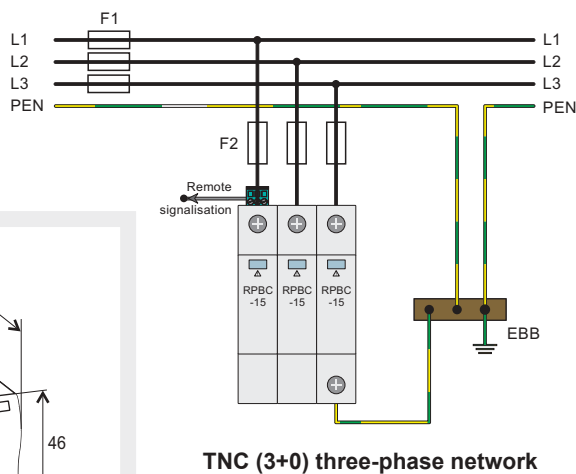 F1
L1
L1
L2
L2
L3
L3
PEN
PEN
F2
Remote
signalisation
RPBC
-15
RPBC
-15
RPBC
-15
EBB
46
TNC (3+0) three-phase network